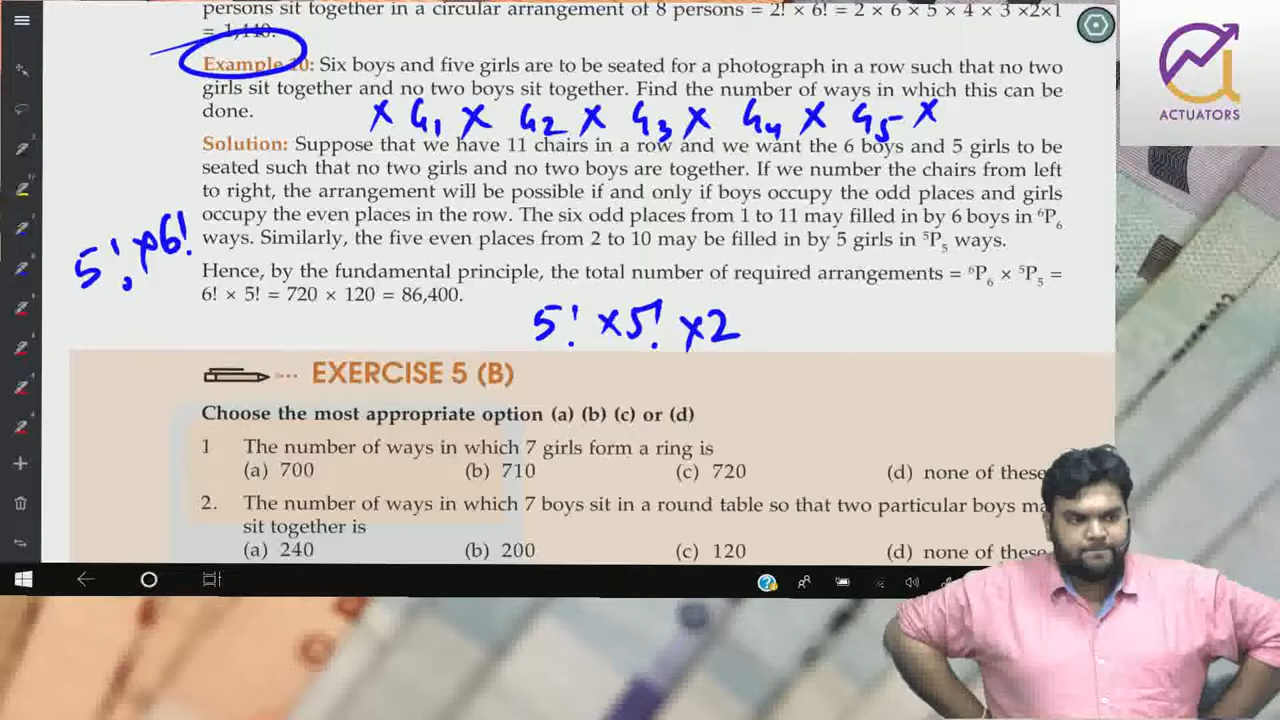 persons sit together in a circular arrangement of 8 persons = 2! × 6! = 2 × 6 × 5 × 4 × 3 ×2×1
= 1,440.
Example 10: Six boys and five girls are to be seated for a photograph in a row such that no two
girls sit together and no two boys sit together. Find the number of ways in which this can be
done.
× G1 × G2 × G3 × G4 × G5 ×
Solution: Suppose that we have 11 chairs in a row and we want the 6 boys and 5 girls to be
seated such that no two girls and no two boys are together. If we number the chairs from left
to right, the arrangement will be possible if and only if boys occupy the odd places and girls
occupy the even places in the row. The six odd places from 1 to 11 may filled in by 6 boys in ⁶P₆
ways. Similarly, the five even places from 2 to 10 may be filled in by 5 girls in ⁵P₅ ways.
5! × 6!
Hence, by the fundamental principle, the total number of required arrangements = ⁶P₆ × ⁵P₅ =
6! × 5! = 720 × 120 = 86,400.
5! × 5! × 2
EXERCISE 5 (B)
Choose the most appropriate option (a) (b) (c) or (d)
1 The number of ways in which 7 girls form a ring is
(a) 700 (b) 710 (c) 720 (d) none of these
2. The number of ways in which 7 boys sit in a round table so that two particular boys
sit together is
(a) 240 (b) 200 (c) 120 (d) none of these
ACTUATORS